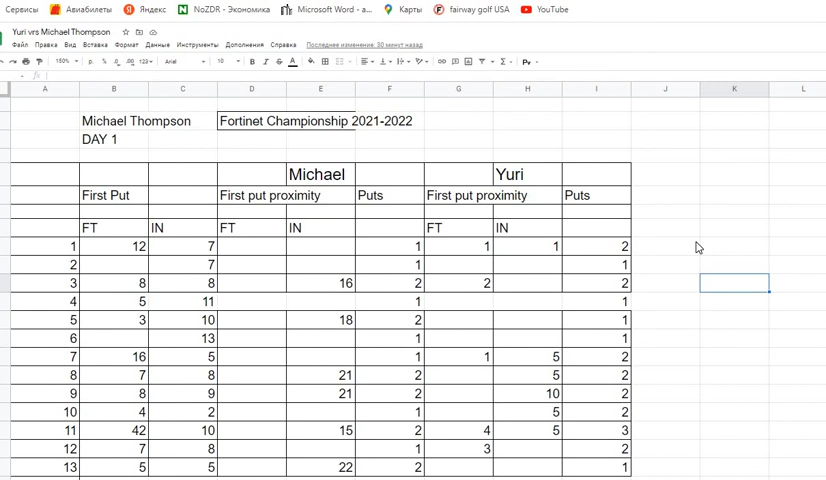 Сервисы Авиабилеты Яндекс NoZDR - Экономика Microsoft Word - a... Карты fairway golf USA YouTube
Yuri vrs Michael Thompson
Файл Правка Вид Вставка Формат Данные Инструменты Дополнения Справка Последнее изменение: 30 минут назад
150% р. % .0 .00 123 Arial 10 B I S A
fx
A B C D E F G H I J K L
Michael Thompson Fortinet Championship 2021-2022
DAY 1
Michael Yuri
First Put First put proximity Puts First put proximity Puts
FT IN FT IN FT IN
1 12 7 1 1 1 2
2 7 1 1
3 8 8 16 2 2 2
4 5 11 1 1
5 3 10 18 2 1
6 13 1 1
7 16 5 1 1 5 2
8 7 8 21 2 5 2
9 8 9 21 2 10 2
10 4 2 1 5 2
11 42 10 15 2 4 5 3
12 7 8 1 3 2
13 5 5 22 2 1